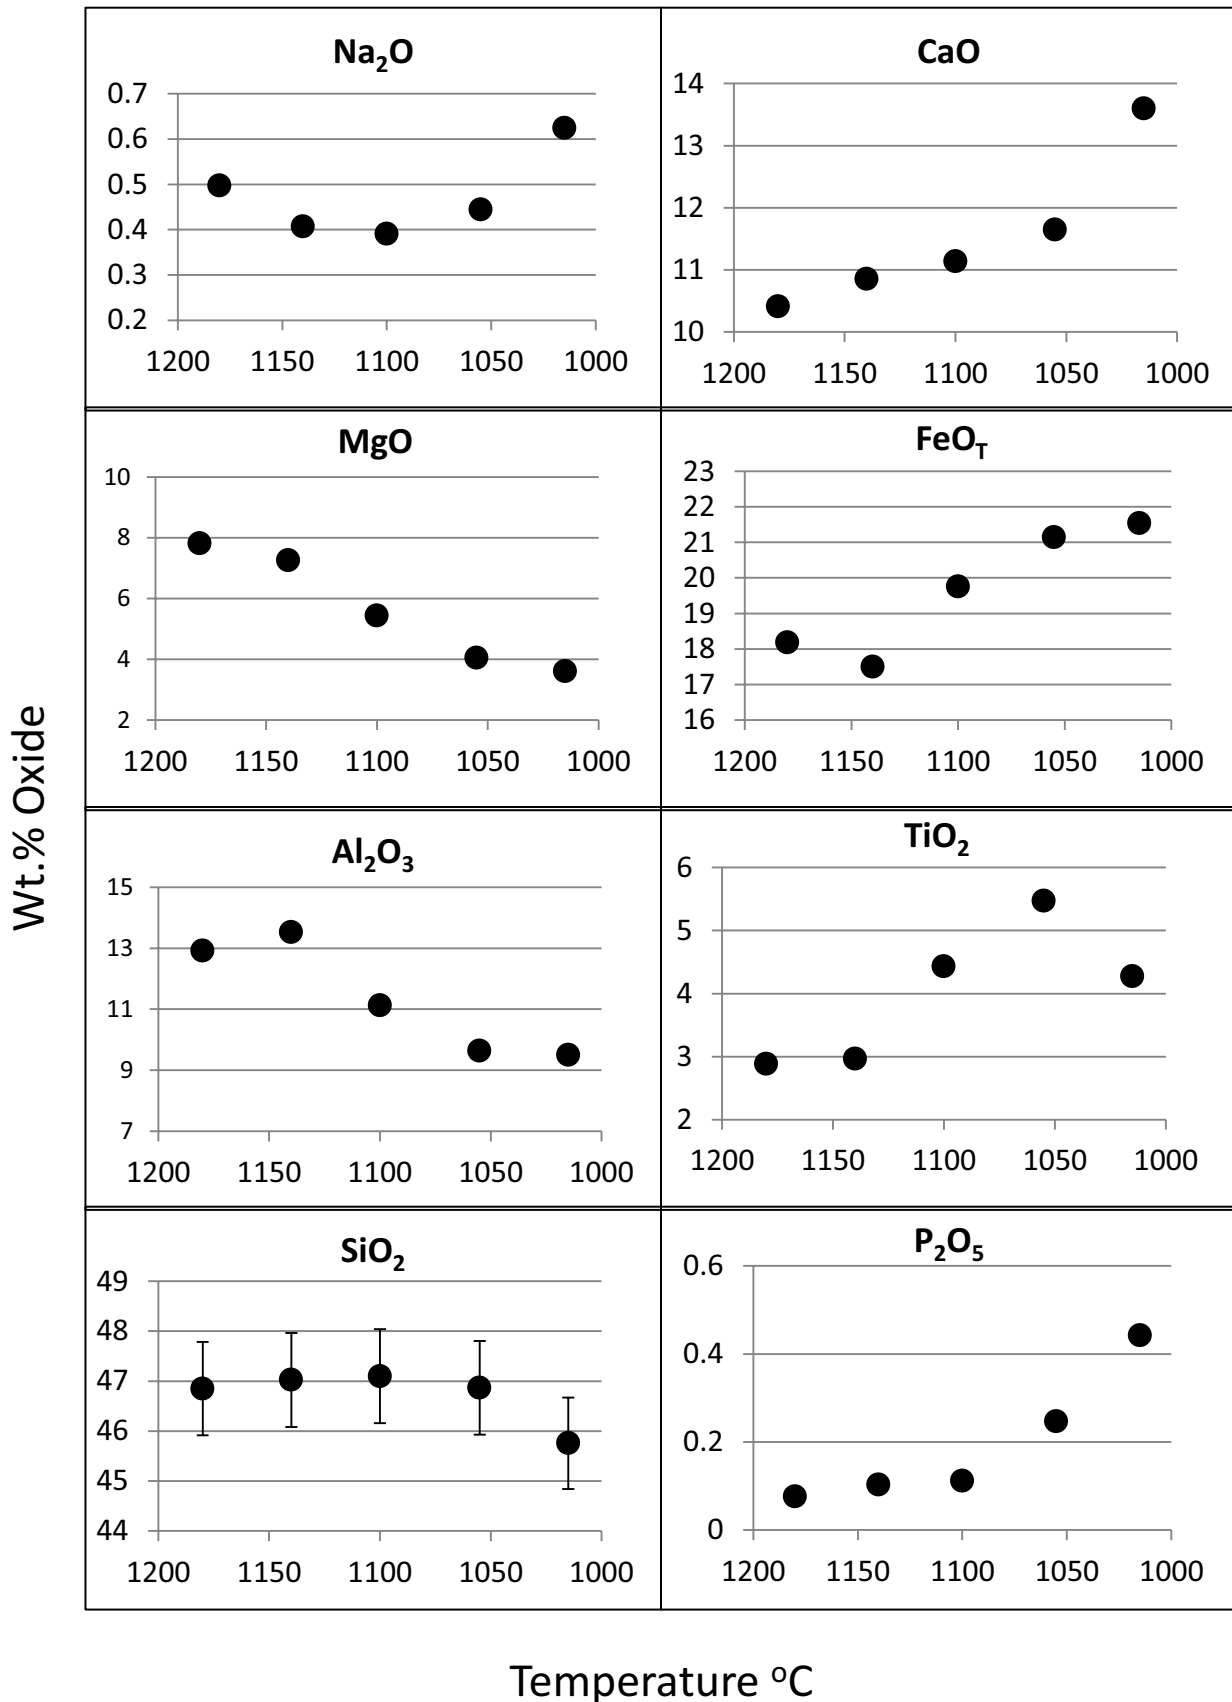 Wt.% Oxide
Na₂O
0.7
0.6
0.5
0.4
0.3
0.2
1200 1150 1100 1050 1000
CaO
14
13
12
11
10
1200 1150 1100 1050 1000
MgO
10
8
6
4
2
1200 1150 1100 1050 1000
FeO_T
23
22
21
20
19
18
17
16
1200 1150 1100 1050 1000
Al₂O₃
15
13
11
9
7
1200 1150 1100 1050 1000
TiO₂
6
5
4
3
2
1200 1150 1100 1050 1000
SiO₂
49
48
47
46
45
44
1200 1150 1100 1050 1000
P₂O₅
0.6
0.4
0.2
0
1200 1150 1100 1050 1000
Temperature ºC